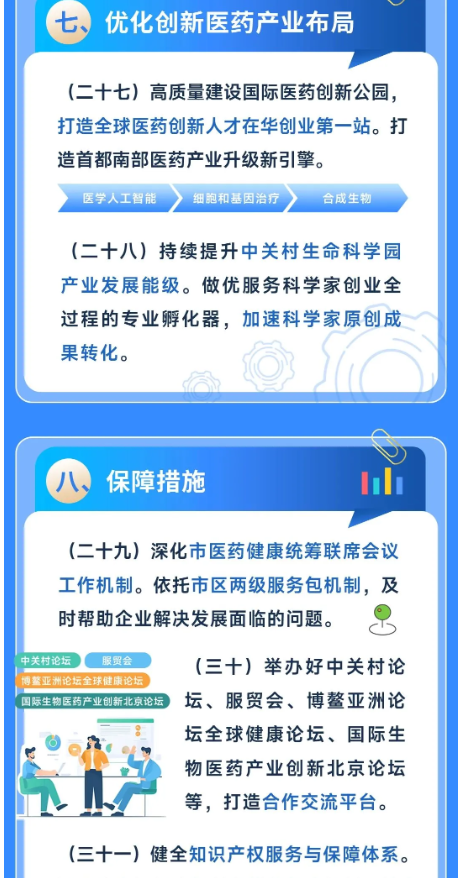 七、优化创新医药产业布局
（二十七）高质量建设国际医药创新公园，
打造全球医药创新人才在华创业第一站。打
造首都南部医药产业升级新引擎。
医学人工智能
细胞和基因治疗
合成生物
（二十八）持续提升中关村生命科学园
产业发展能级。做优服务科学家创业全
过程的专业孵化器，加速科学家原创成
果转化。
八、保障措施
（二十九）深化市医药健康统筹联席会议
工作机制。依托市区两级服务包机制，及
时帮助企业解决发展面临的问题。
中关村论坛
服贸会
博鳌亚洲论坛全球健康论坛
国际生物医药产业创新北京论坛
（三十）举办好中关村论
坛、服贸会、博鳌亚洲论
坛全球健康论坛、国际生
物医药产业创新北京论坛
等，打造合作交流平台。
（三十一）健全知识产权服务与保障体系。